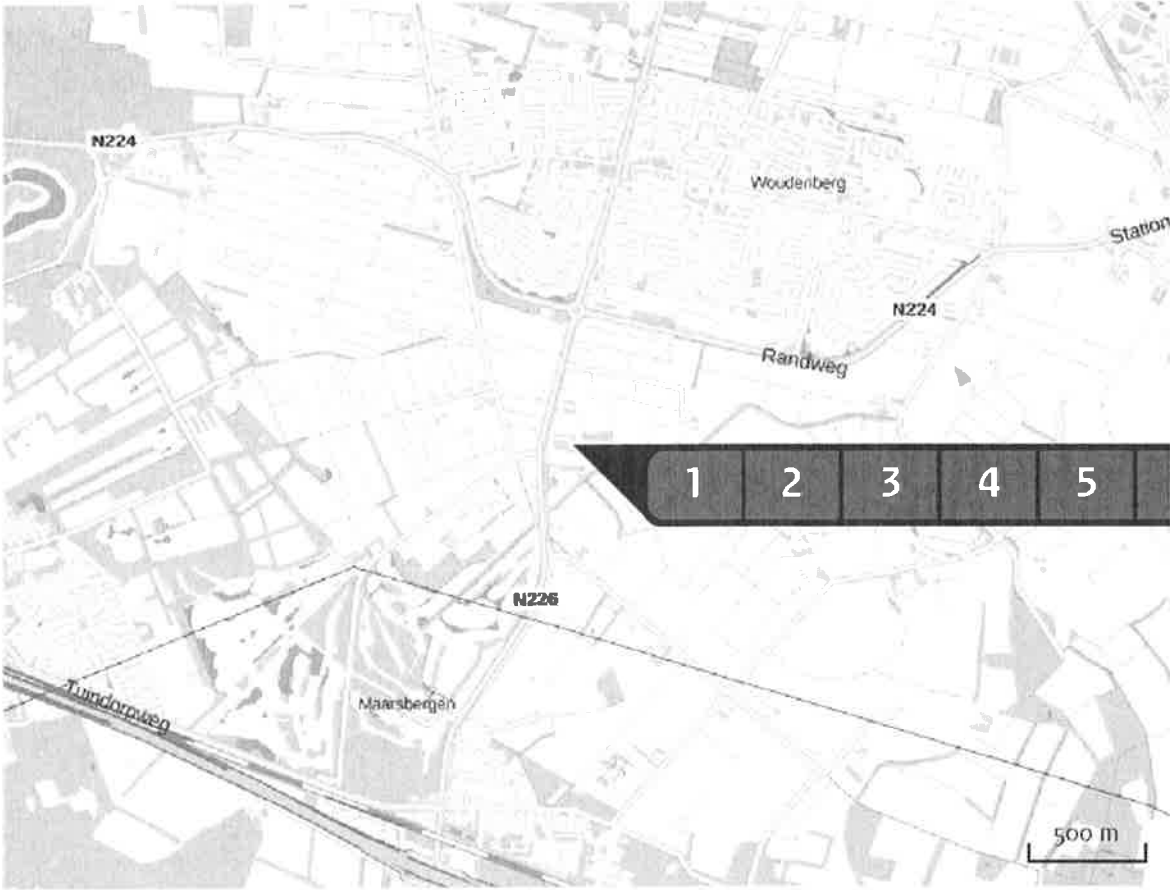 N224
Woudenberg
Station
N224
Randweg
1 2 3 4 5
N226
Tuindorpweg
Maarsbergen
500 m